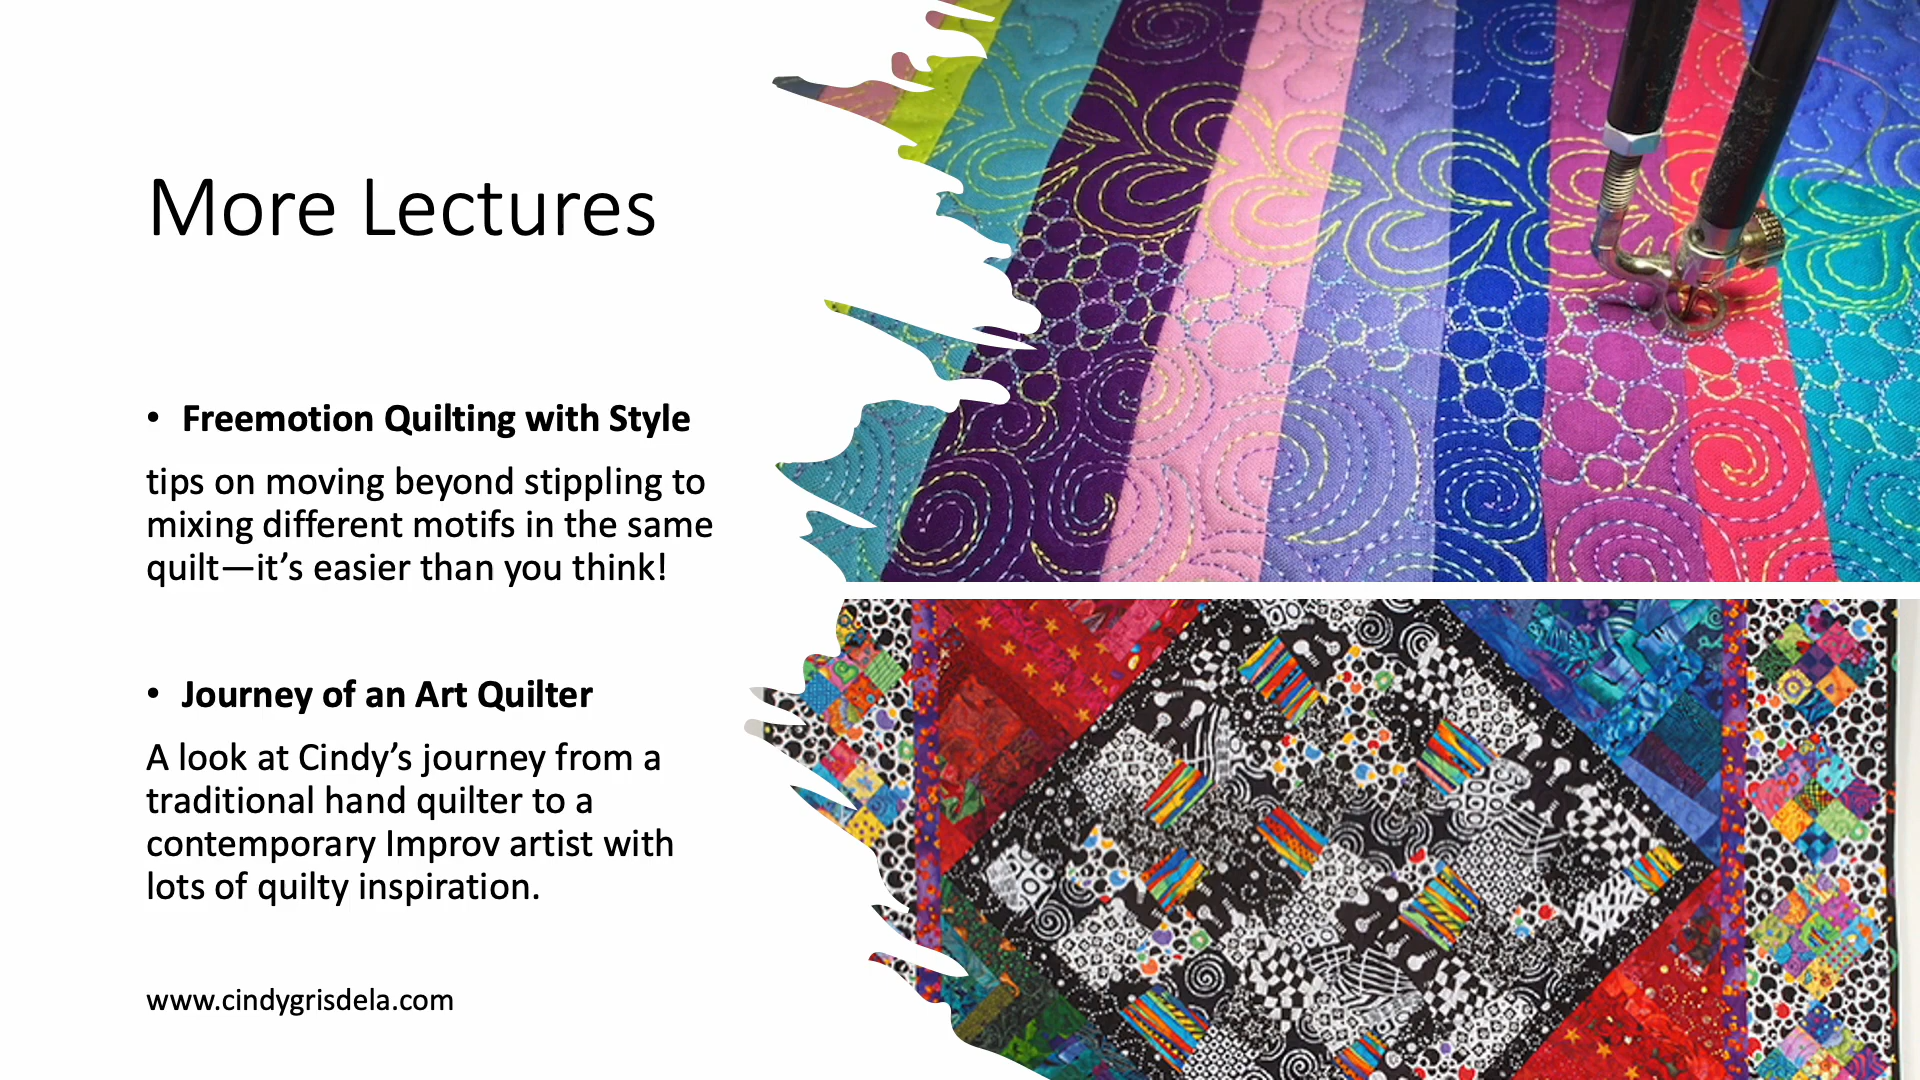 More Lectures
• Freemotion Quilting with Style
tips on moving beyond stippling to
mixing different motifs in the same
quilt—it’s easier than you think!
• Journey of an Art Quilter
A look at Cindy’s journey from a
traditional hand quilter to a
contemporary Improv artist with
lots of quilty inspiration.
www.cindygrisdela.com